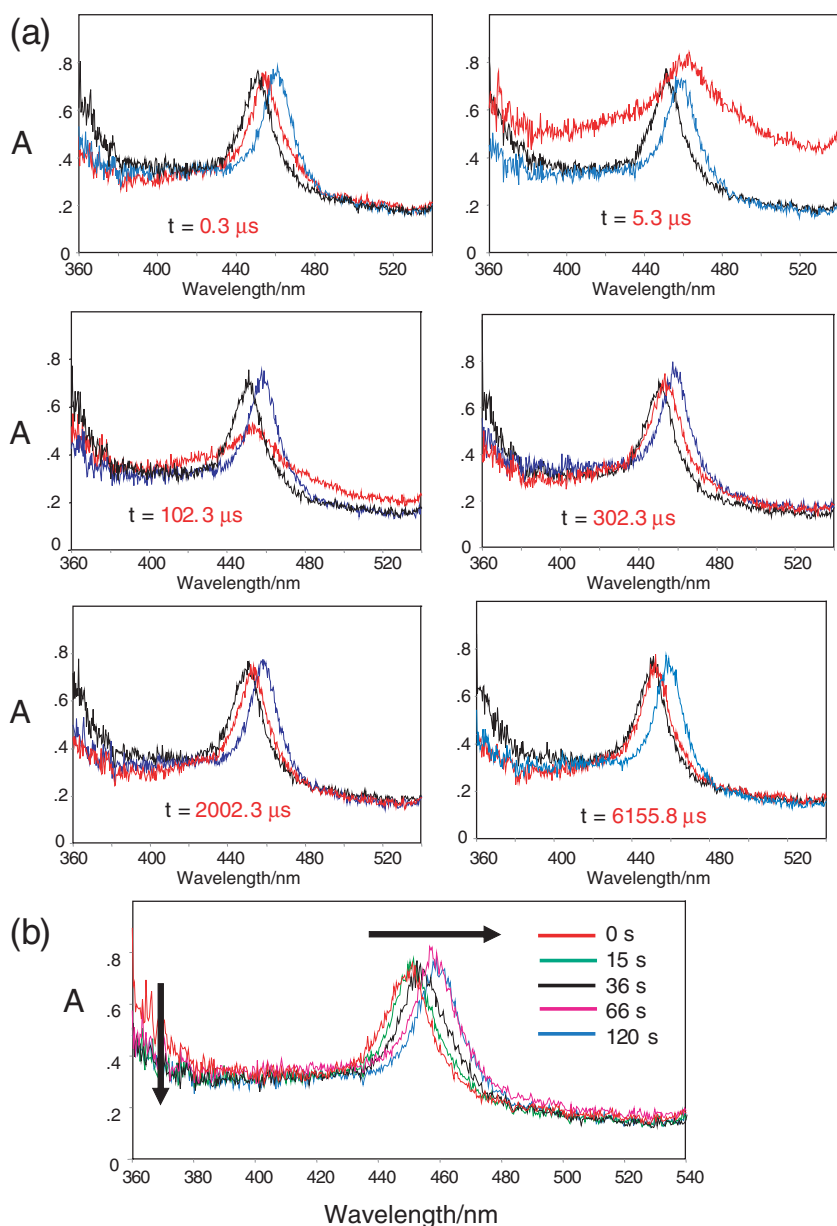 (a)
.8 .6 .4 .2 0
A
t = 0.3 μs
360 400 440 480 520
Wavelength/nm
.8 .6 .4 .2 0
t = 5.3 μs
360 400 440 480 520
Wavelength/nm
.8 .6 .4 .2 0
A
t = 102.3 μs
360 400 440 480 520
Wavelength/nm
.8 .6 .4 .2 0
t = 302.3 μs
360 400 440 480 520
Wavelength/nm
.8 .6 .4 .2 0
A
t = 2002.3 μs
360 400 440 480 520
Wavelength/nm
.8 .6 .4 .2 0
t = 6155.8 μs
360 400 440 480 520
Wavelength/nm
(b)
.8 .6 .4 .2 0
A
0 s
15 s
36 s
66 s
120 s
360 380 400 420 440 460 480 500 520 540
Wavelength/nm